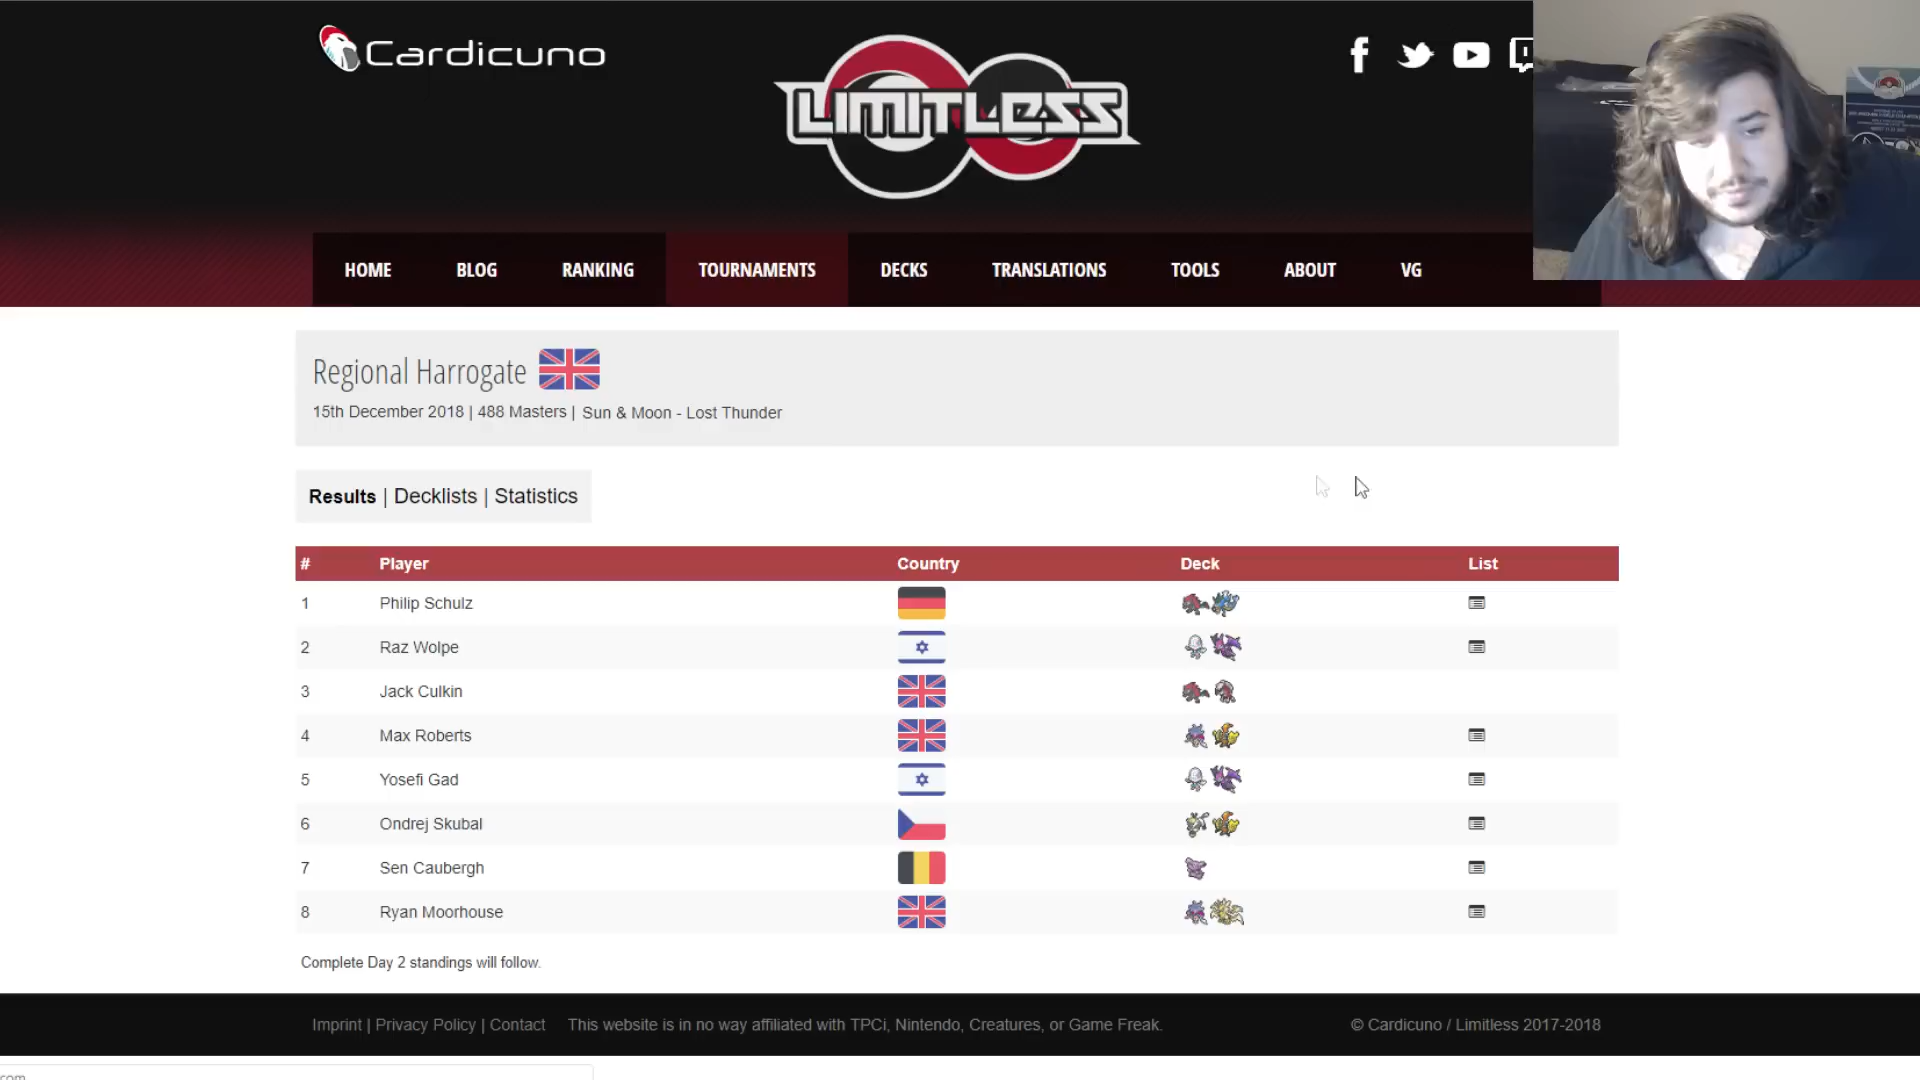 Cardicuno
LIMITLESS
HOME BLOG RANKING TOURNAMENTS DECKS TRANSLATIONS TOOLS ABOUT VG
Regional Harrogate
15th December 2018 | 488 Masters | Sun & Moon - Lost Thunder
Results | Decklists | Statistics
# Player Country Deck List
1 Philip Schulz
2 Raz Wolpe
3 Jack Culkin
4 Max Roberts
5 Yosefi Gad
6 Ondrej Skubal
7 Sen Caubergh
8 Ryan Moorhouse
Complete Day 2 standings will follow.
Imprint | Privacy Policy | Contact This website is in no way affiliated with TPCi, Nintendo, Creatures, or Game Freak. © Cardicuno / Limitless 2017-2018